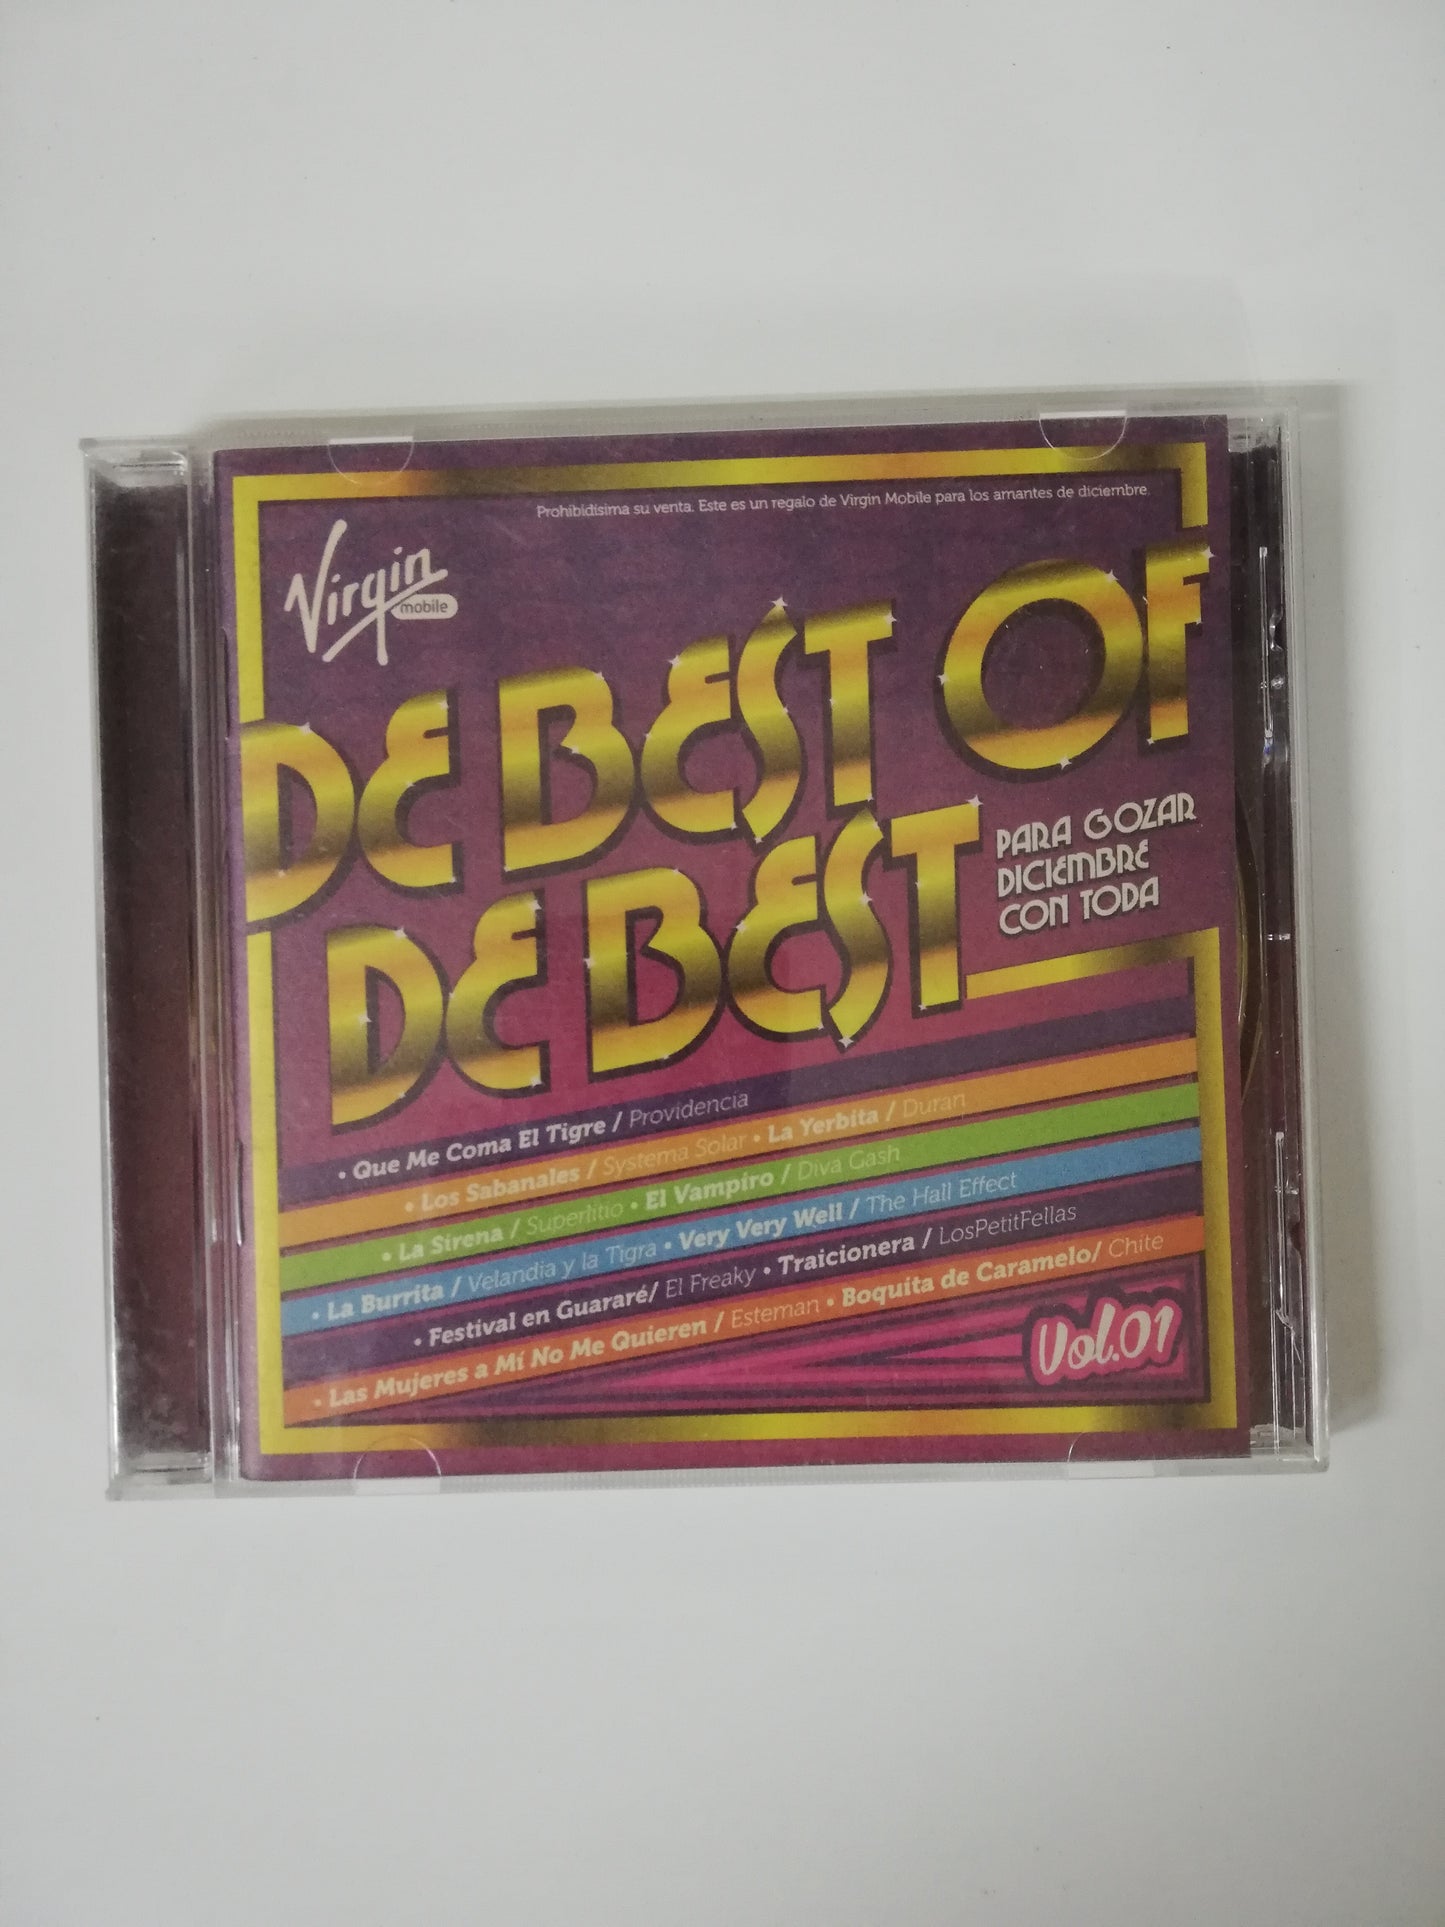 Prohibidisima su venta. Este es un regalo de Virgin Mobile para los amantes de diciembre.
Virgin
mobile
DE BEST OF
DE BEST
PARA GOZAR
DICIEMBRE
CON TODA
• Que Me Coma El Tigre / Providencia
• Los Sabanales / Systema Solar • La Yerbita / Duran
• La Sirena / Superlitio • El Vampiro / Diva Gash
• La Burrita / Velandia y la Tigra • Very Very Well / The Hall Effect
• Festival en Guararé/ El Freaky • Traicionera / LosPetitFellas
• Las Mujeres a Mí No Me Quieren / Esteman • Boquita de Caramelo/ Chite
Vol.01